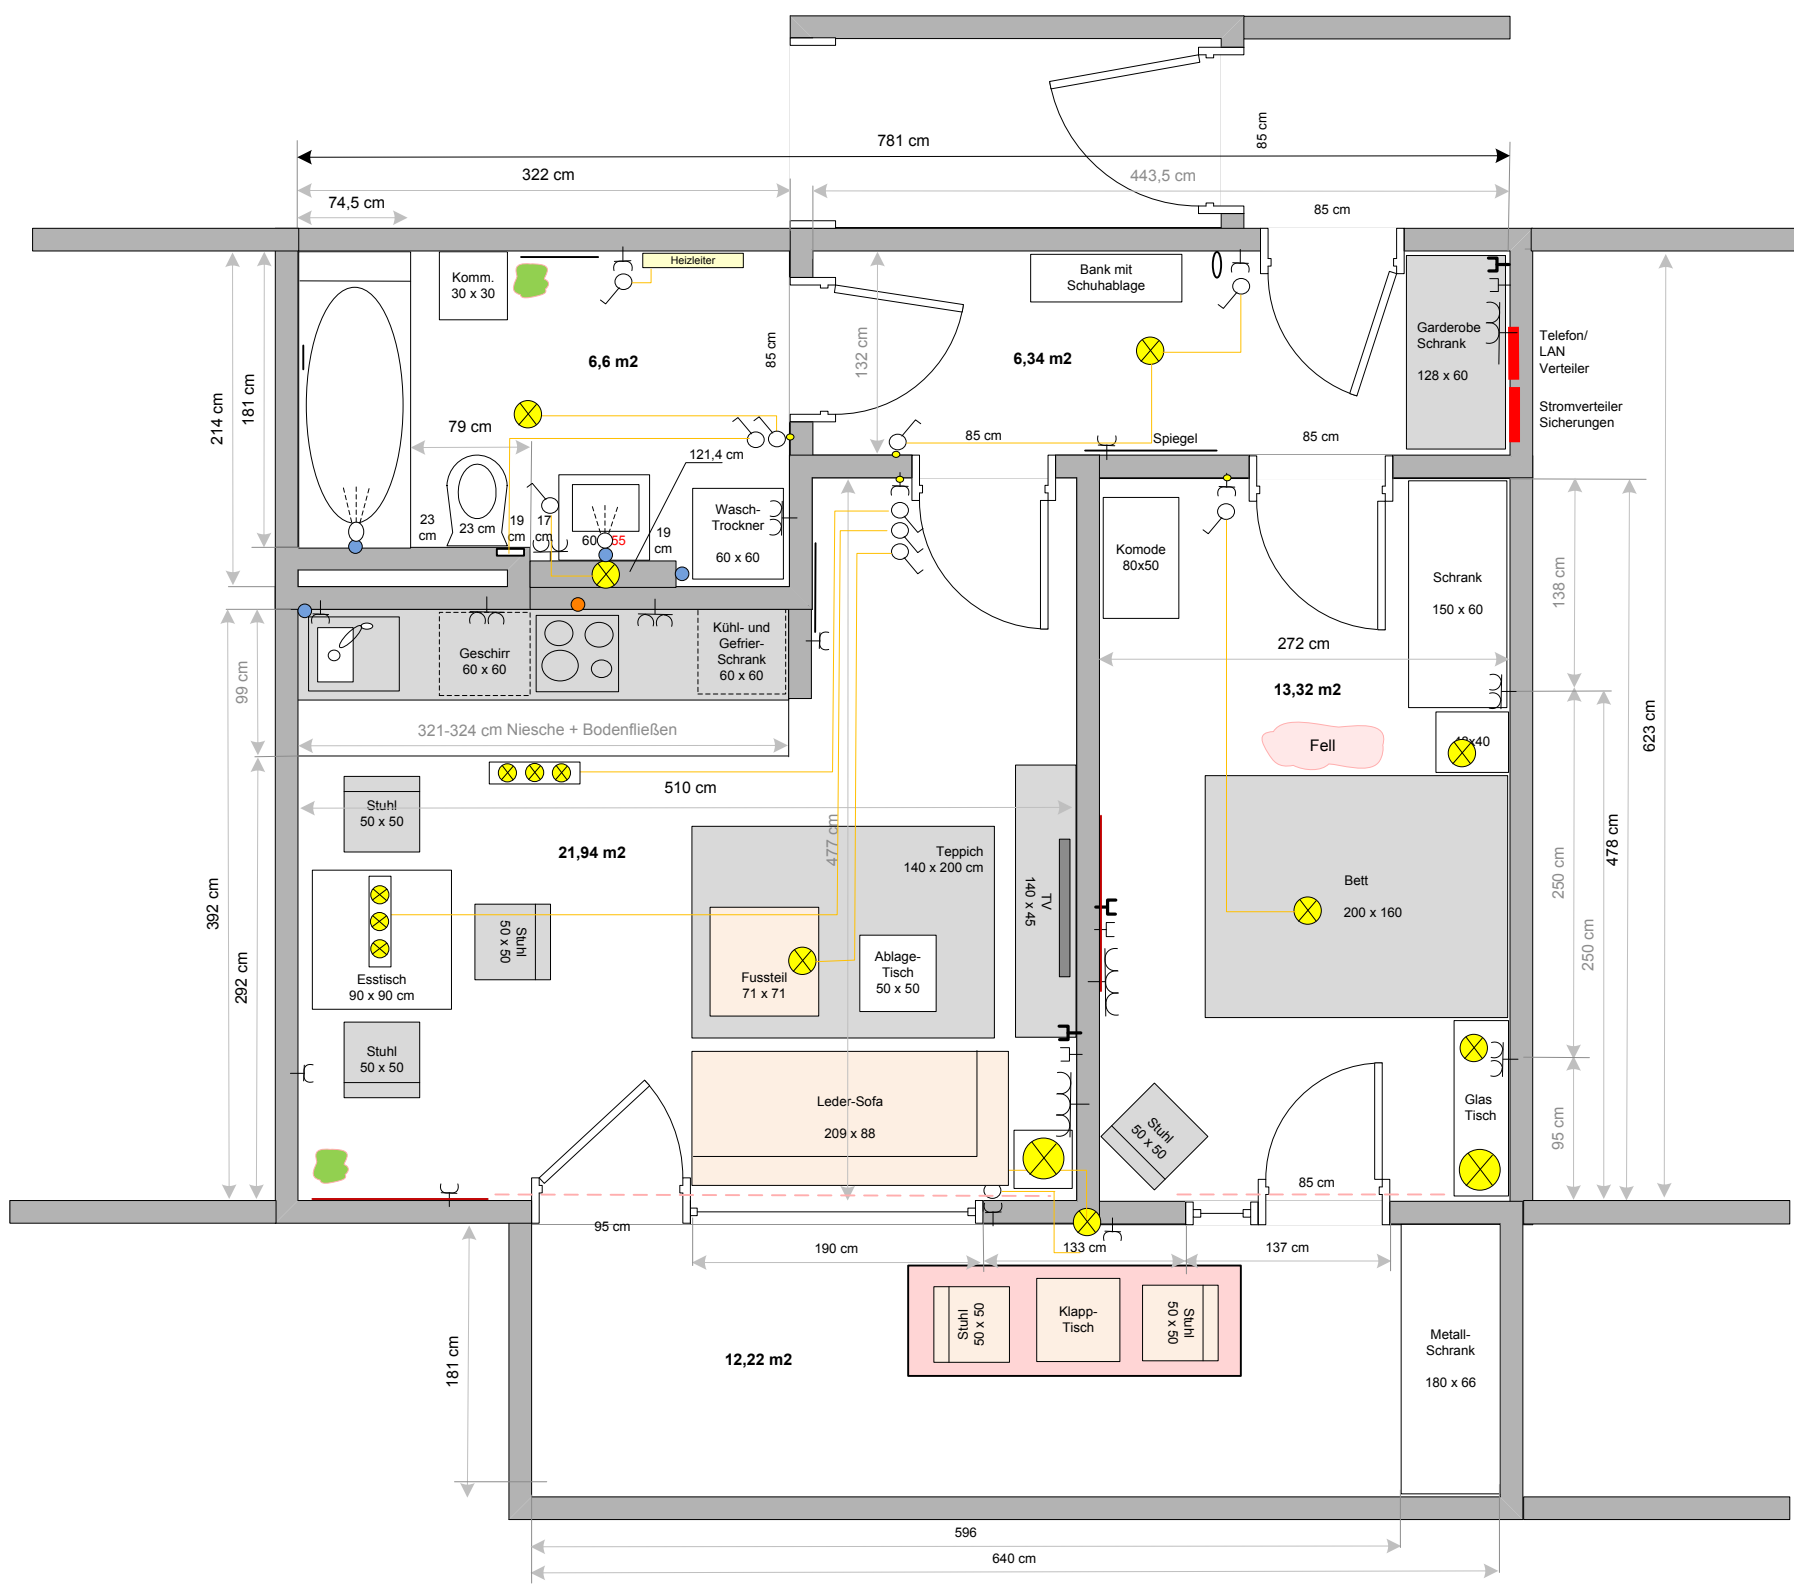 781 cm
85 cm
322 cm
443,5 cm
74,5 cm
85 cm
Heizleiter
Komm.
30 x 30
Bank mit
Schuhablage
Garderobe
Schrank
128 x 60
Telefon/
LAN
Verteiler
Stromverteiler
Sicherungen
6,6 m2
85 cm
132 cm
6,34 m2
214 cm
181 cm
79 cm
121,4 cm
85 cm
Spiegel
85 cm
23
cm
23 cm
19
cm
17
cm
60
55
19
cm
Wasch-
Trockner
60 x 60
Komode
80x50
Schrank
150 x 60
138 cm
Geschirr
60 x 60
Kühl- und
Gefrier-
Schrank
60 x 60
99 cm
272 cm
13,32 m2
623 cm
321-324 cm Niesche + Bodenfließen
Fell
510 cm
Stuhl
50 x 50
477 cm
21,94 m2
Teppich
140 x 200 cm
TV
140 x 45
Bett
200 x 160
250 cm
478 cm
250 cm
392 cm
292 cm
Stuhl
50 x 50
Esstisch
90 x 90 cm
Fussteil
71 x 71
Ablage-
Tisch
50 x 50
Stuhl
50 x 50
Leder-Sofa
209 x 88
Stuhl
50 x 50
Glas
Tisch
95 cm
85 cm
95 cm
190 cm
133 cm
137 cm
181 cm
12,22 m2
Stuhl
50 x 50
Klapp-
Tisch
Stuhl
50 x 50
Metall-
Schrank
180 x 66
596
640 cm